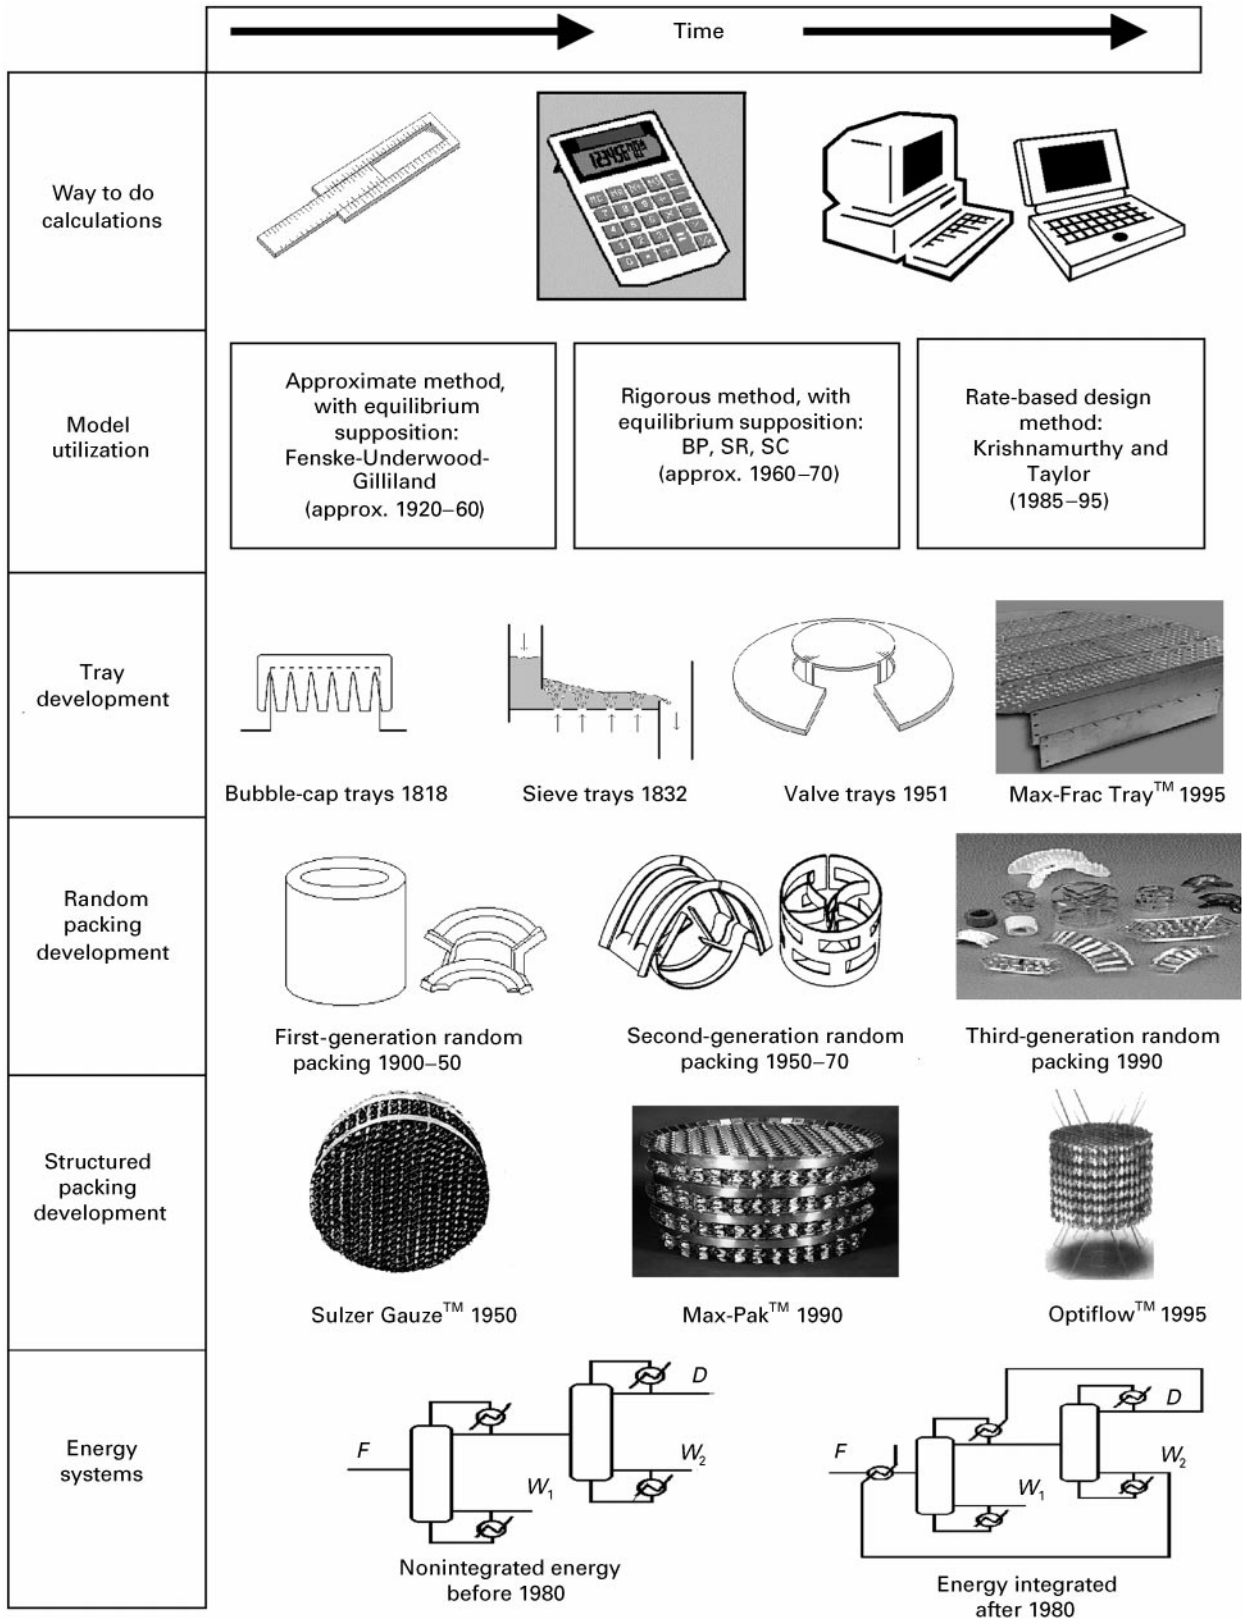 Time
Way to do
calculations
Model
utilization
Approximate method,
with equilibrium
supposition:
Fenske-Underwood-
Gilliland
(approx. 1920–60)
Rigorous method, with
equilibrium supposition:
BP, SR, SC
(approx. 1960–70)
Rate-based design
method:
Krishnamurthy and
Taylor
(1985–95)
Tray
development
Bubble-cap trays 1818
Sieve trays 1832
Valve trays 1951
Max-Frac Tray™ 1995
Random
packing
development
First-generation random
packing 1900–50
Second-generation random
packing 1950–70
Third-generation random
packing 1990
Structured
packing
development
Sulzer Gauze™ 1950
Max-Pak™ 1990
Optiflow™ 1995
Energy
systems
F
D
W₂
W₁
Nonintegrated energy
before 1980
F
D
W₂
W₁
Energy integrated
after 1980